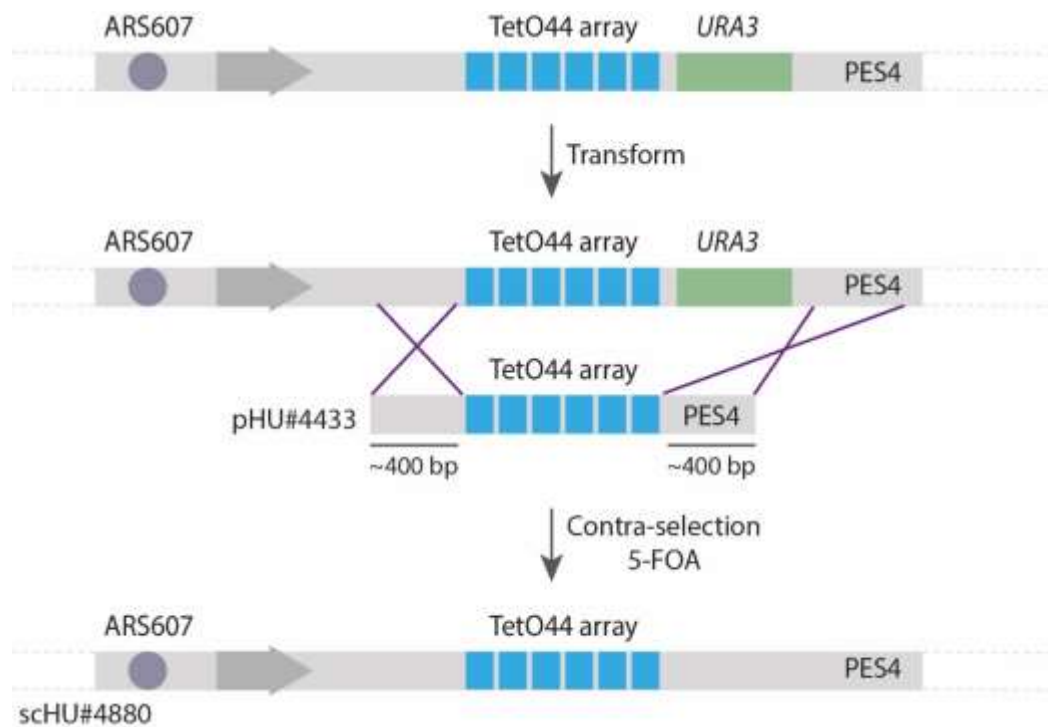 ARS607
TetO44 array
URA3
PES4
Transform
ARS607
TetO44 array
URA3
PES4
TetO44 array
pHU#4433
PES4
~400 bp
~400 bp
Contra-selection
5-FOA
ARS607
TetO44 array
PES4
scHU#4880